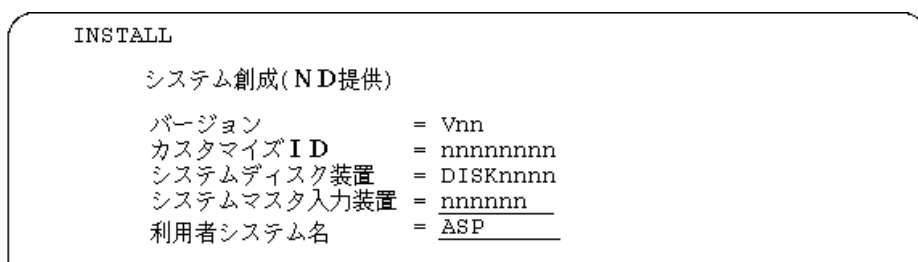 INSTALL
システム創成(ＮＤ提供)
バージョン = Vnn
カスタマイズＩＤ = nnnnnnnn
システムディスク装置 = DISKnnnn
システムマスタ入力装置 = nnnnnn
利用者システム名 = ASP